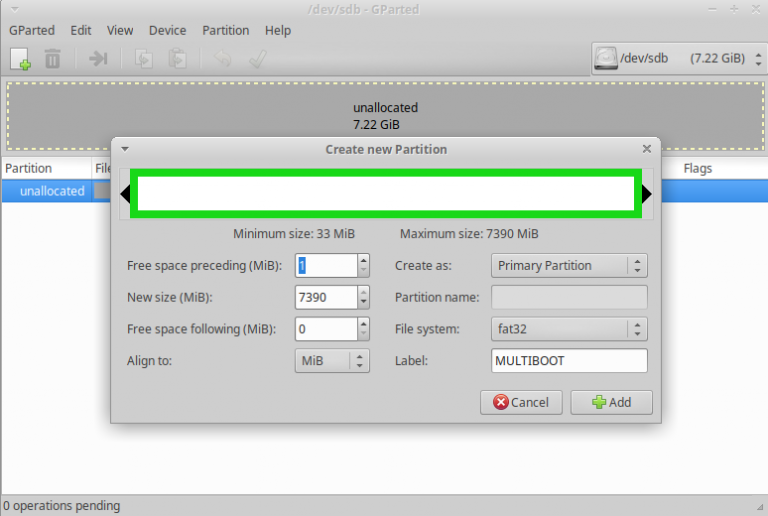 /dev/sdb - GParted
GParted Edit View Device Partition Help
/dev/sdb (7.22 GiB)
unallocated
7.22 GiB
Create new Partition
Partition File Flags
unallocated
Minimum size: 33 MiB Maximum size: 7390 MiB
Free space preceding (MiB): 1 Create as: Primary Partition
New size (MiB): 7390 Partition name:
Free space following (MiB): 0 File system: fat32
Align to: MiB Label: MULTIBOOT
Cancel Add
0 operations pending